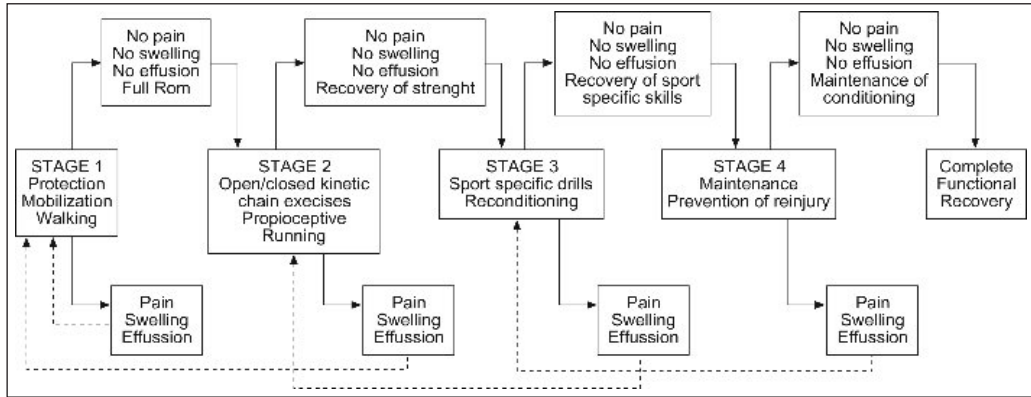 No pain
No swelling
No effusion
Full Rom
No pain
No swelling
No effusion
Recovery of strenght
No pain
No swelling
No effusion
Recovery of sport
specific skills
No pain
No swelling
No effusion
Maintenance of
conditioning
STAGE 1
Protection
Mobilization
Walking
STAGE 2
Open/closed kinetic
chain execises
Propioceptive
Running
STAGE 3
Sport specific drills
Reconditioning
STAGE 4
Maintenance
Prevention of reinjury
Complete
Functional
Recovery
Pain
Swelling
Effussion
Pain
Swelling
Effussion
Pain
Swelling
Effussion
Pain
Swelling
Effussion